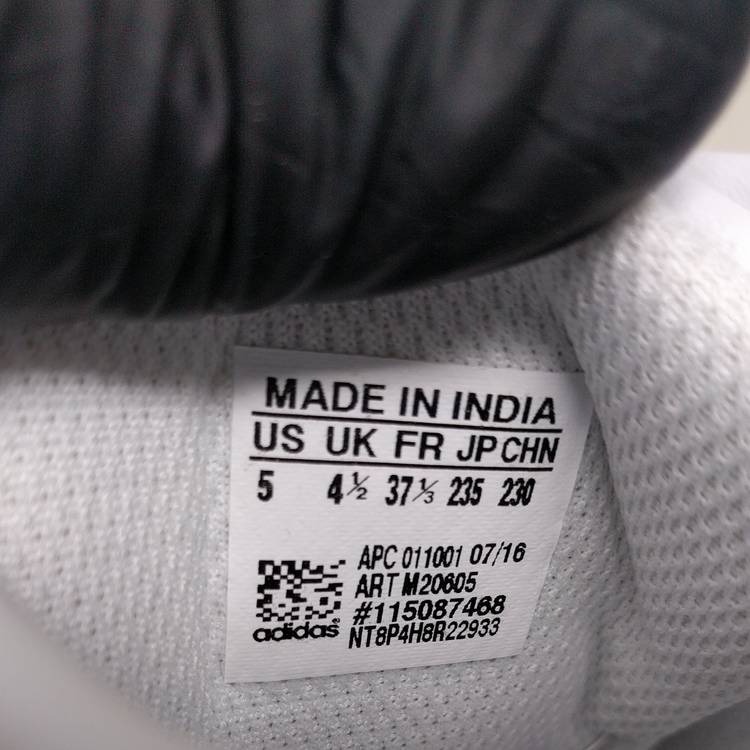 MADE IN INDIA
US UK FR JP CHN
5 4½ 37⅓ 235 230
APC 011001 07/16
ART M20605
#115087468
NT8P4H8R22933
adidas®